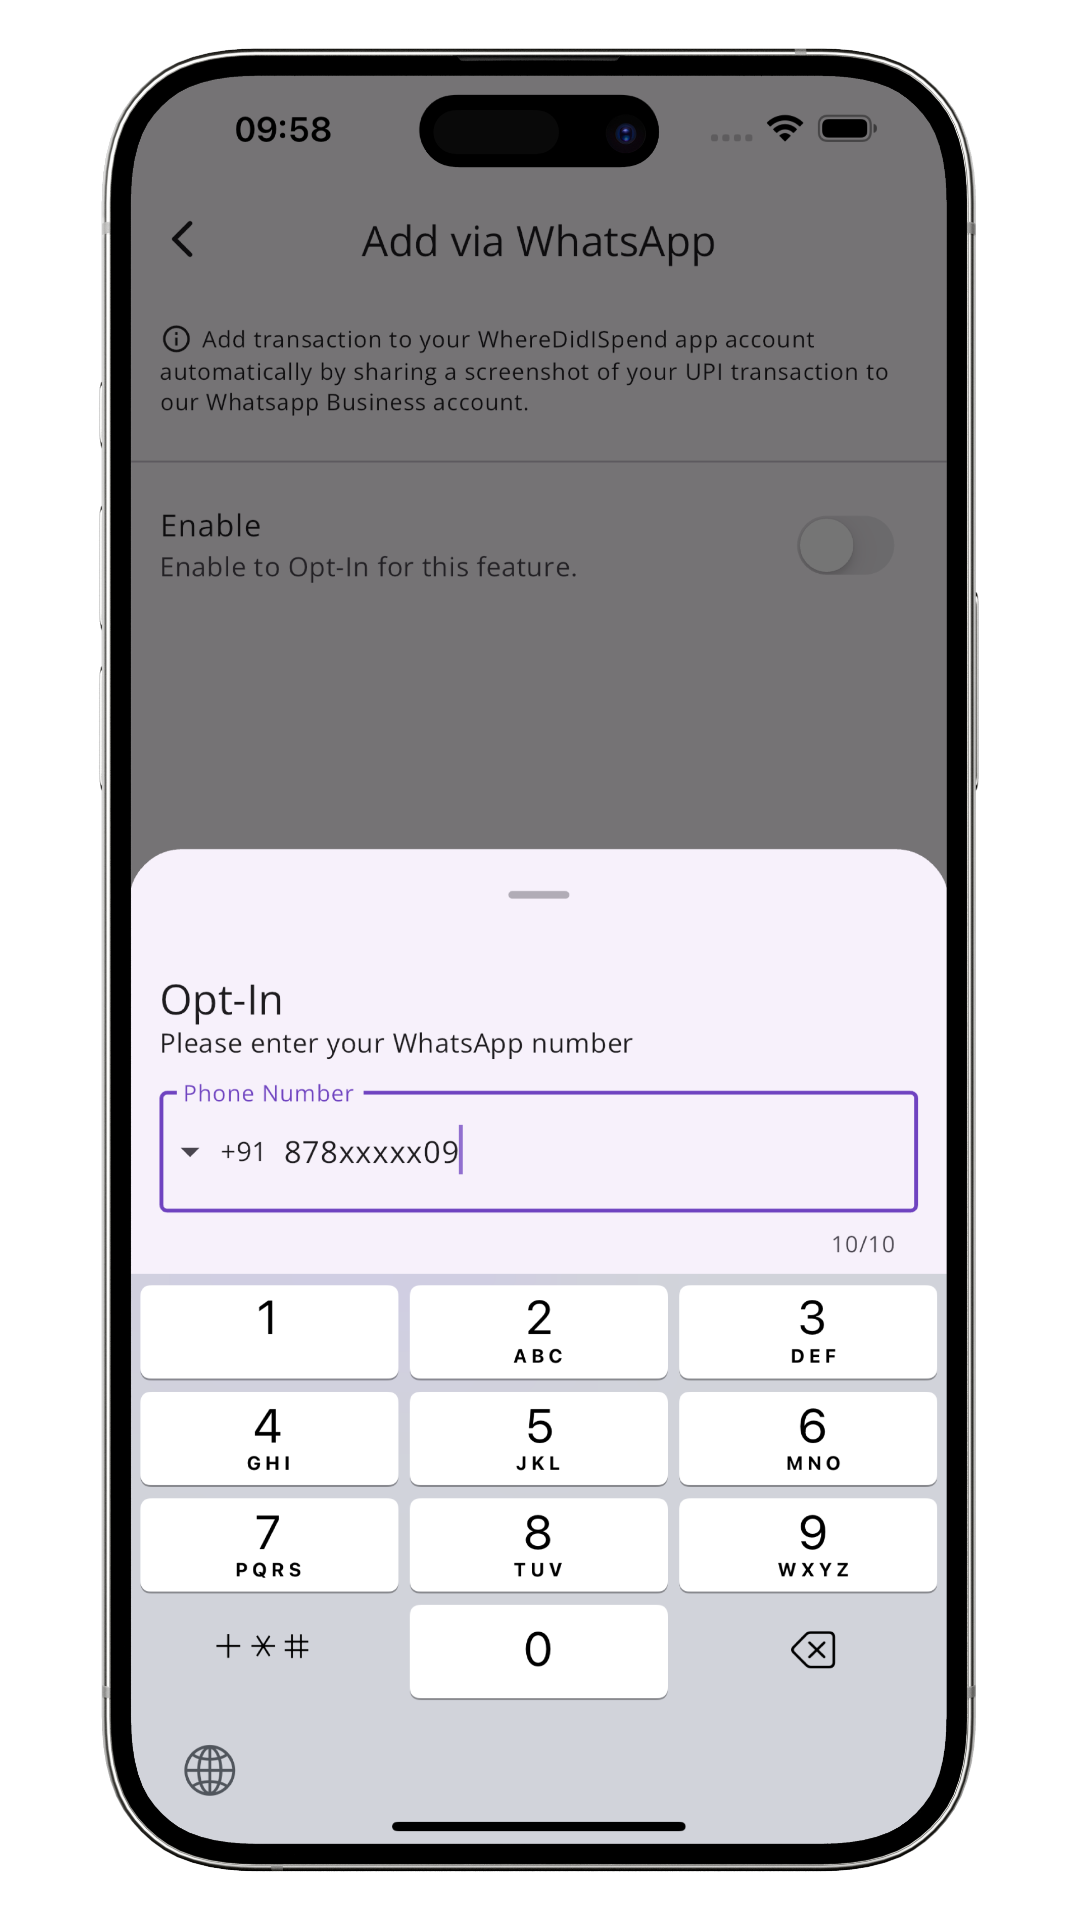 09:58
Add via WhatsApp
Add transaction to your WhereDidISpend app account
automatically by sharing a screenshot of your UPI transaction to
our Whatsapp Business account.
Enable
Enable to Opt-In for this feature.
Opt-In
Please enter your WhatsApp number
Phone Number
+91 878xxxxx09
10/10
1 2 3
ABC DEF
4 5 6
GHI JKL MNO
7 8 9
PQRS TUV WXYZ
+*# 0